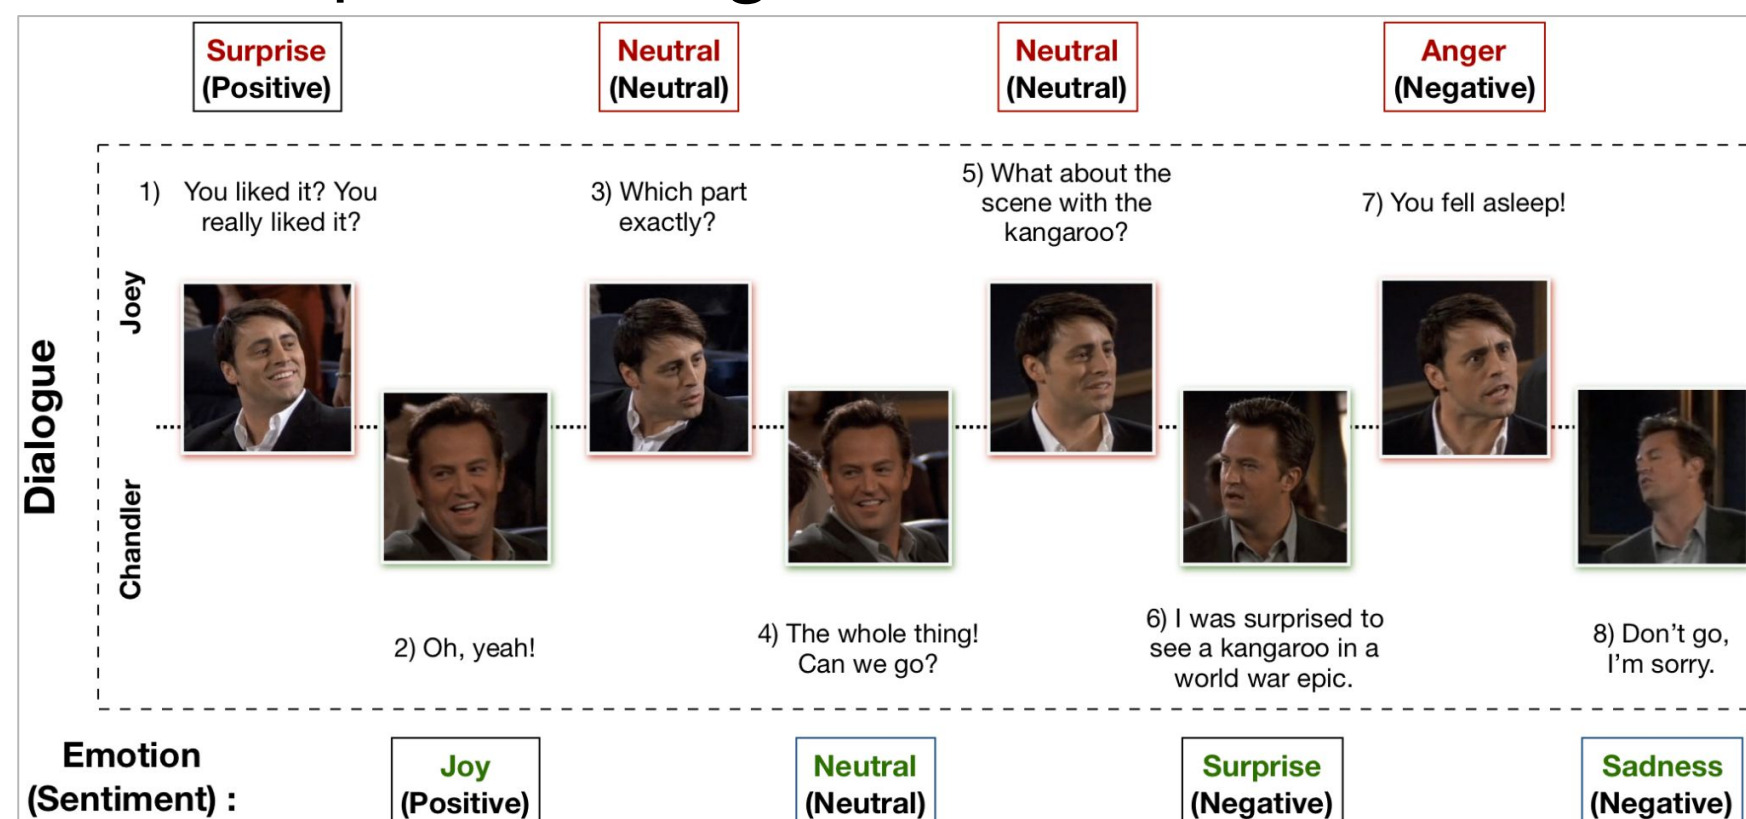 Surprise
(Positive)
Neutral
(Neutral)
Neutral
(Neutral)
Anger
(Negative)
1) You liked it? You
really liked it?
3) Which part
exactly?
5) What about the
scene with the
kangaroo?
7) You fell asleep!
Dialogue
Joey
Chandler
2) Oh, yeah!
4) The whole thing!
Can we go?
6) I was surprised to
see a kangaroo in a
world war epic.
8) Don’t go,
I’m sorry.
Emotion
(Sentiment) :
Joy
(Positive)
Neutral
(Neutral)
Surprise
(Negative)
Sadness
(Negative)